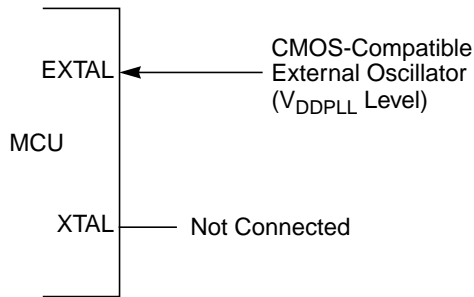 EXTAL
CMOS-Compatible
External Oscillator
(VDDPLL Level)
MCU
XTAL
Not Connected